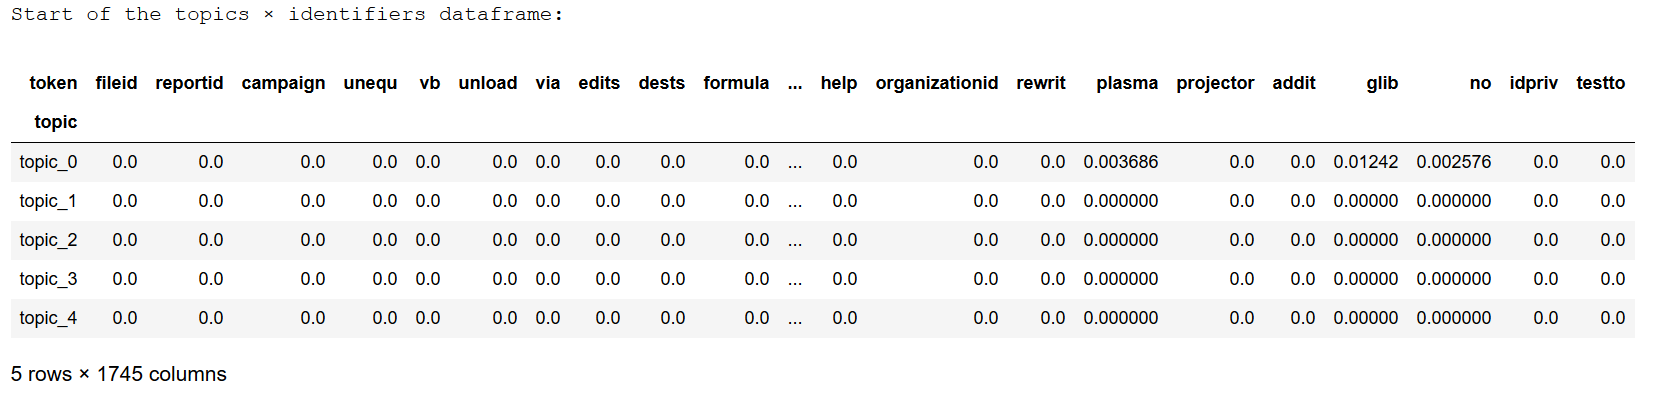 Start of the topics × identifiers dataframe:
token fileid reportid campaign unequ vb unload via edits dests formula ... help organizationid rewrit plasma projector addit glib no idpriv testto
topic
topic_0 0.0 0.0 0.0 0.0 0.0 0.0 0.0 0.0 0.0 0.0 ... 0.0 0.0 0.0 0.003686 0.0 0.0 0.01242 0.002576 0.0 0.0
topic_1 0.0 0.0 0.0 0.0 0.0 0.0 0.0 0.0 0.0 0.0 ... 0.0 0.0 0.0 0.000000 0.0 0.0 0.00000 0.000000 0.0 0.0
topic_2 0.0 0.0 0.0 0.0 0.0 0.0 0.0 0.0 0.0 0.0 ... 0.0 0.0 0.0 0.000000 0.0 0.0 0.00000 0.000000 0.0 0.0
topic_3 0.0 0.0 0.0 0.0 0.0 0.0 0.0 0.0 0.0 0.0 ... 0.0 0.0 0.0 0.000000 0.0 0.0 0.00000 0.000000 0.0 0.0
topic_4 0.0 0.0 0.0 0.0 0.0 0.0 0.0 0.0 0.0 0.0 ... 0.0 0.0 0.0 0.000000 0.0 0.0 0.00000 0.000000 0.0 0.0
5 rows × 1745 columns